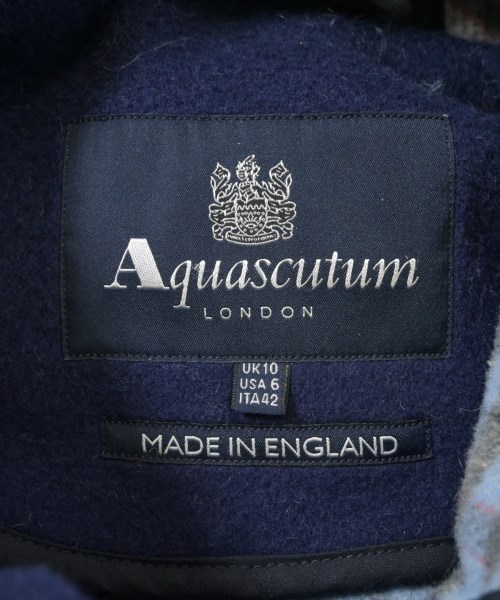 Aquascutum
LONDON
UK10
USA 6
ITA42
MADE IN ENGLAND